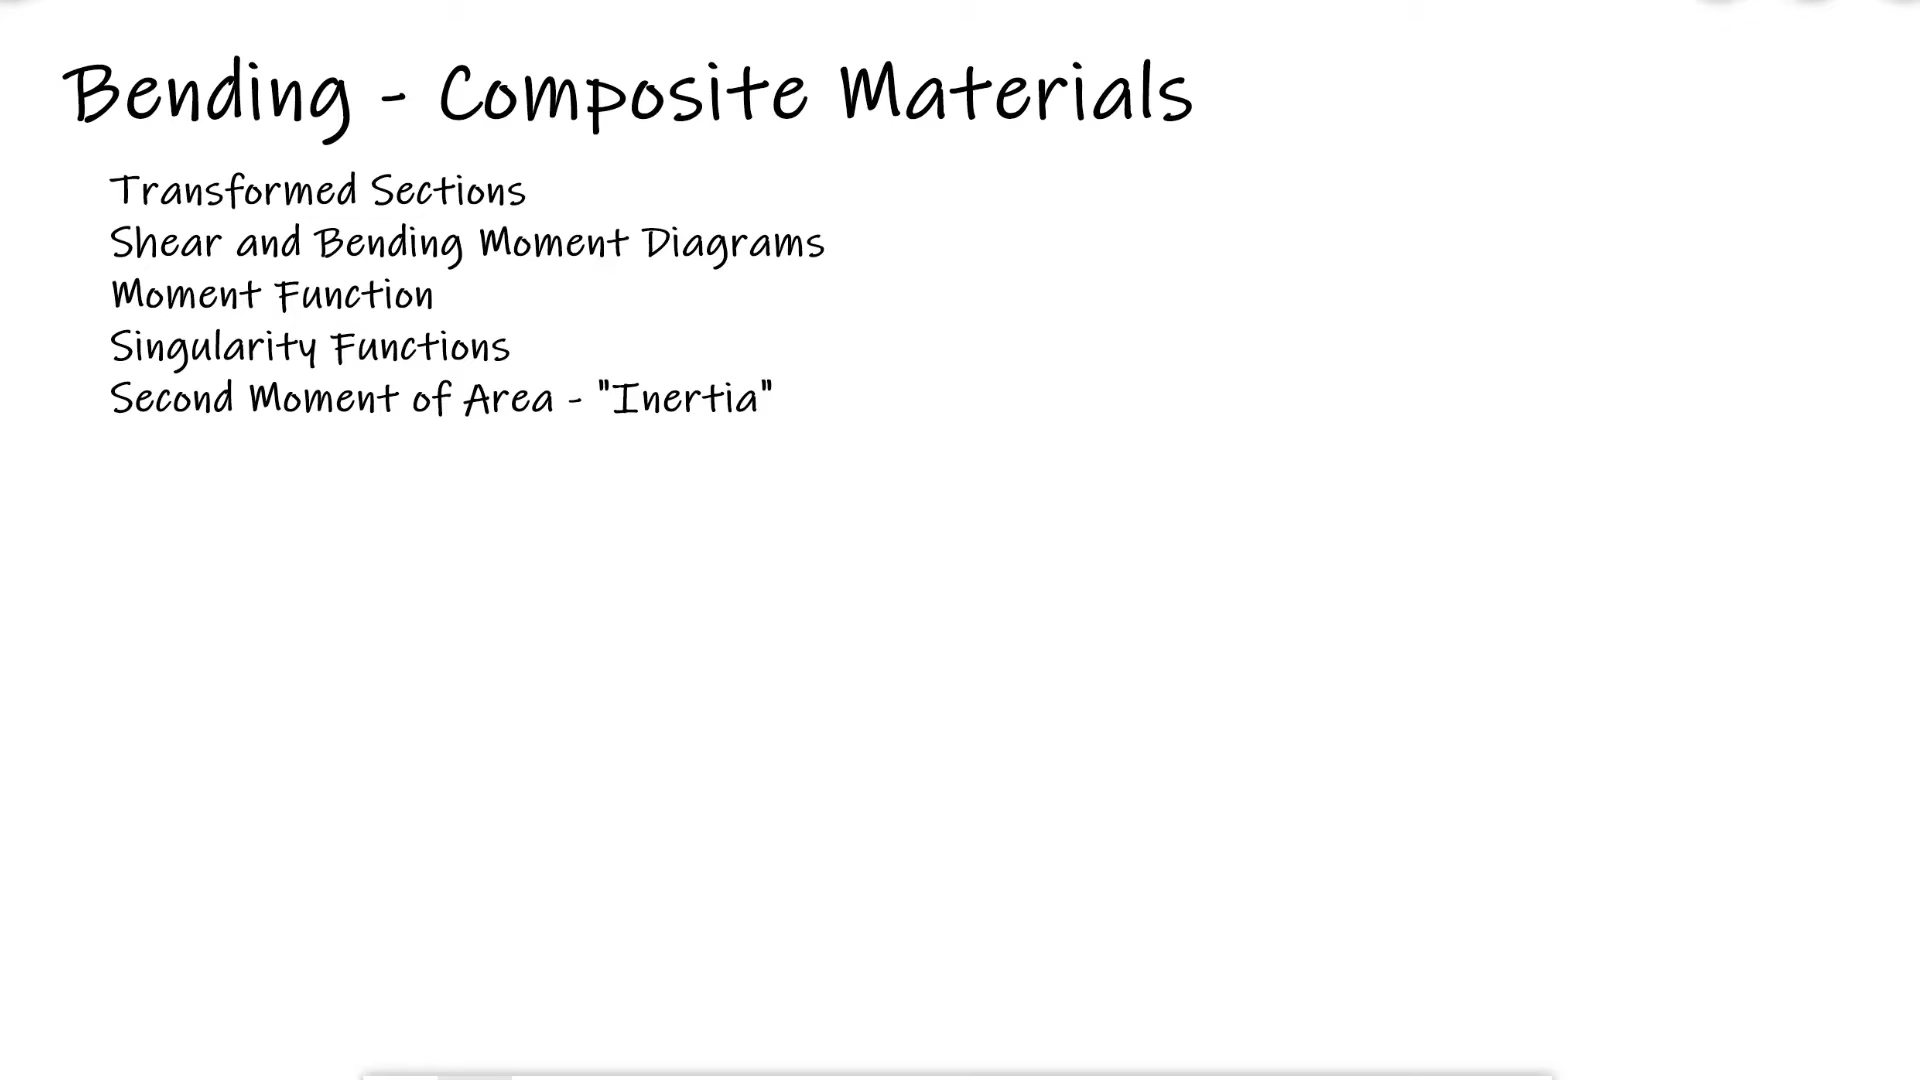 Bending - Composite Materials
Transformed Sections
Shear and Bending Moment Diagrams
Moment Function
Singularity Functions
Second Moment of Area - "Inertia"